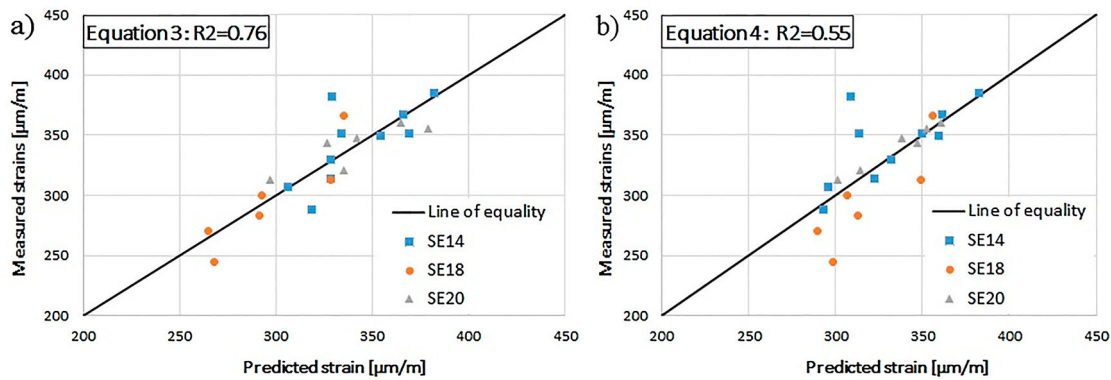 a)
Equation 3: R2=0.76
Measured strains [µm/m]
450
400
350
300
250
200
200 250 300 350 400 450
Predicted strain [µm/m]
Line of equality
SE14
SE18
SE20
b)
Equation 4: R2=0.55
Measured strains [µm/m]
450
400
350
300
250
200
200 250 300 350 400 450
Predicted strain [µm/m]
Line of equality
SE14
SE18
SE20